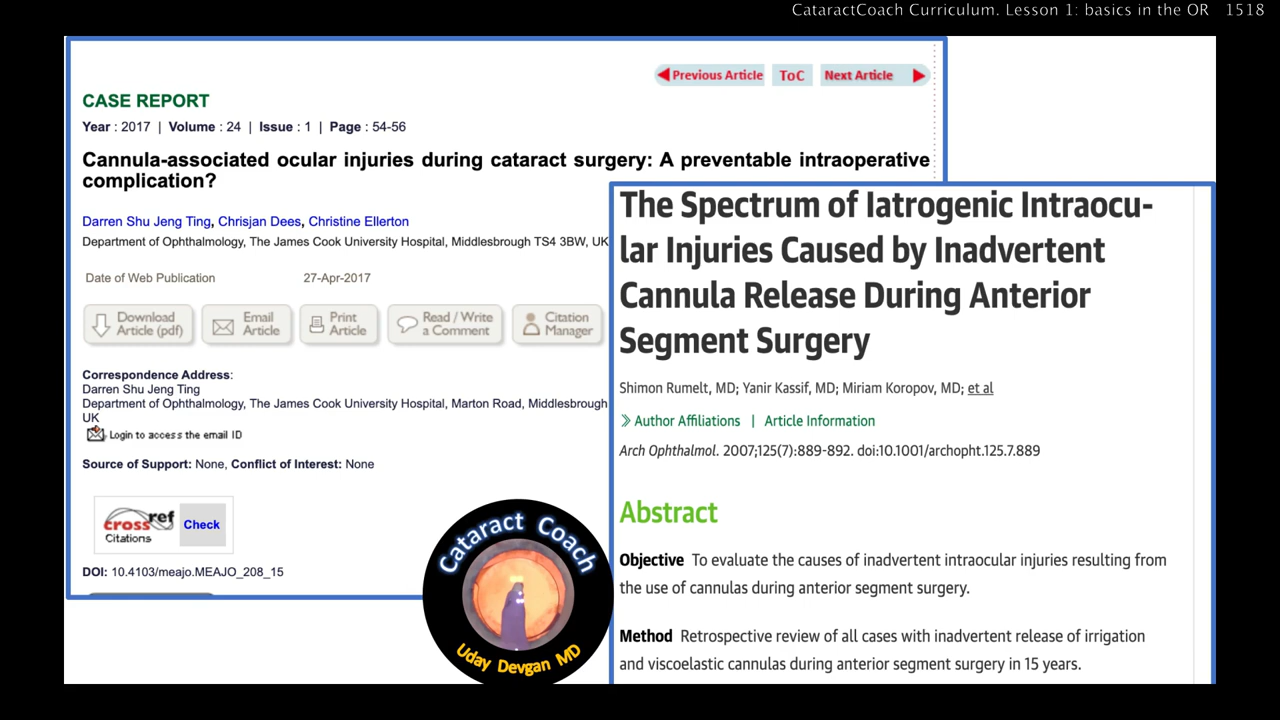 CataractCoach Curriculum. Lesson 1: basics in the OR 1518
Previous Article ToC Next Article
CASE REPORT
Year : 2017 | Volume : 24 | Issue : 1 | Page : 54-56
Cannula-associated ocular injuries during cataract surgery: A preventable intraoperative
complication?
Darren Shu Jeng Ting, Chrisjan Dees, Christine Ellerton
Department of Ophthalmology, The James Cook University Hospital, Middlesbrough TS4 3BW, UK
Date of Web Publication 27-Apr-2017
Download
Article (pdf)
Email
Article
Print
Article
Read / Write
a Comment
Citation
Manager
Correspondence Address:
Darren Shu Jeng Ting
Department of Ophthalmology, The James Cook University Hospital, Marton Road, Middlesbrough
UK
Login to access the email ID
Source of Support: None, Conflict of Interest: None
crossref
Citations
Check
DOI: 10.4103/meajo.MEAJO_208_15
The Spectrum of Iatrogenic Intraocu-
lar Injuries Caused by Inadvertent
Cannula Release During Anterior
Segment Surgery
Shimon Rumelt, MD; Yanir Kassif, MD; Miriam Koropov, MD; et al
Author Affiliations | Article Information
Arch Ophthalmol. 2007;125(7):889-892. doi:10.1001/archopht.125.7.889
Abstract
Objective To evaluate the causes of inadvertent intraocular injuries resulting from
the use of cannulas during anterior segment surgery.
Method Retrospective review of all cases with inadvertent release of irrigation
and viscoelastic cannulas during anterior segment surgery in 15 years.
Cataract Coach
Uday Devgan MD